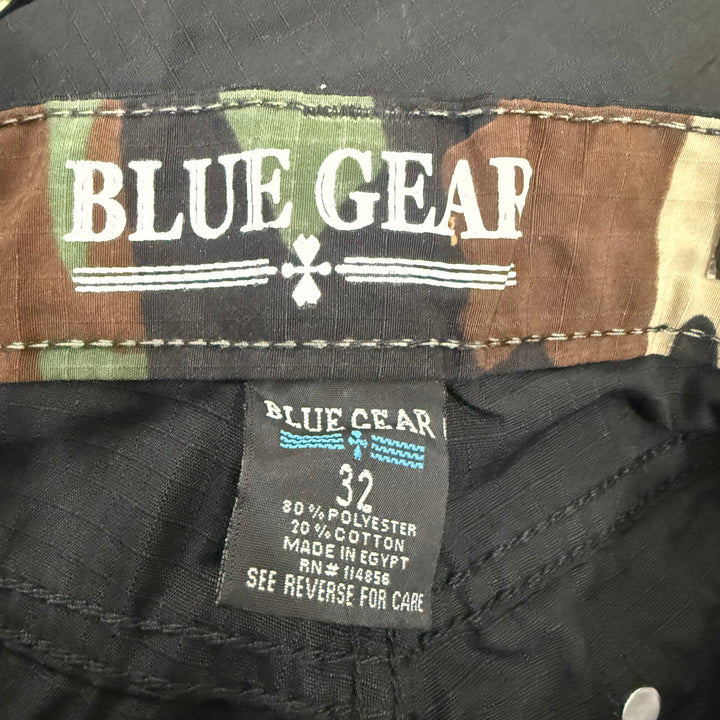 BLUE GEAR
BLUE GEAR
32
80% POLYESTER
20% COTTON
MADE IN EGYPT
RN# 114856
SEE REVERSE FOR CARE